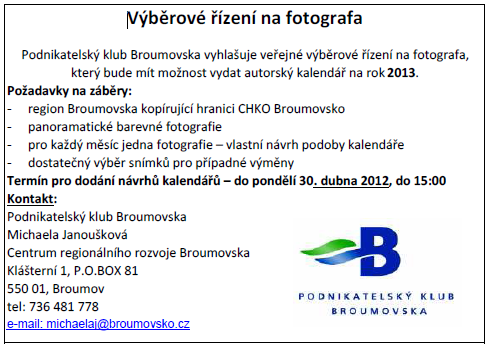 Výběrové řízení na fotografa
Podnikatelský klub Broumovska vyhlašuje veřejné výběrové řízení na fotografa,
který bude mít možnost vydat autorský kalendář na rok 2013.
Požadavky na záběry:
- region Broumovska kopírující hranici CHKO Broumovsko
- panoramatické barevné fotografie
- pro každý měsíc jedna fotografie – vlastní návrh podoby kalendáře
- dostatečný výběr snímků pro případné výměny
Termín pro dodání návrhů kalendářů – do pondělí 30. dubna 2012, do 15:00
Kontakt:
Podnikatelský klub Broumovska
Michaela Janoušková
Centrum regionálního rozvoje Broumovska
Klášterní 1, P.O.BOX 81
550 01, Broumov
tel: 736 481 778
e-mail: michaelaj@broumovsko.cz
B
PODNIKATELSKÝ KLUB
BROUMOVSKA